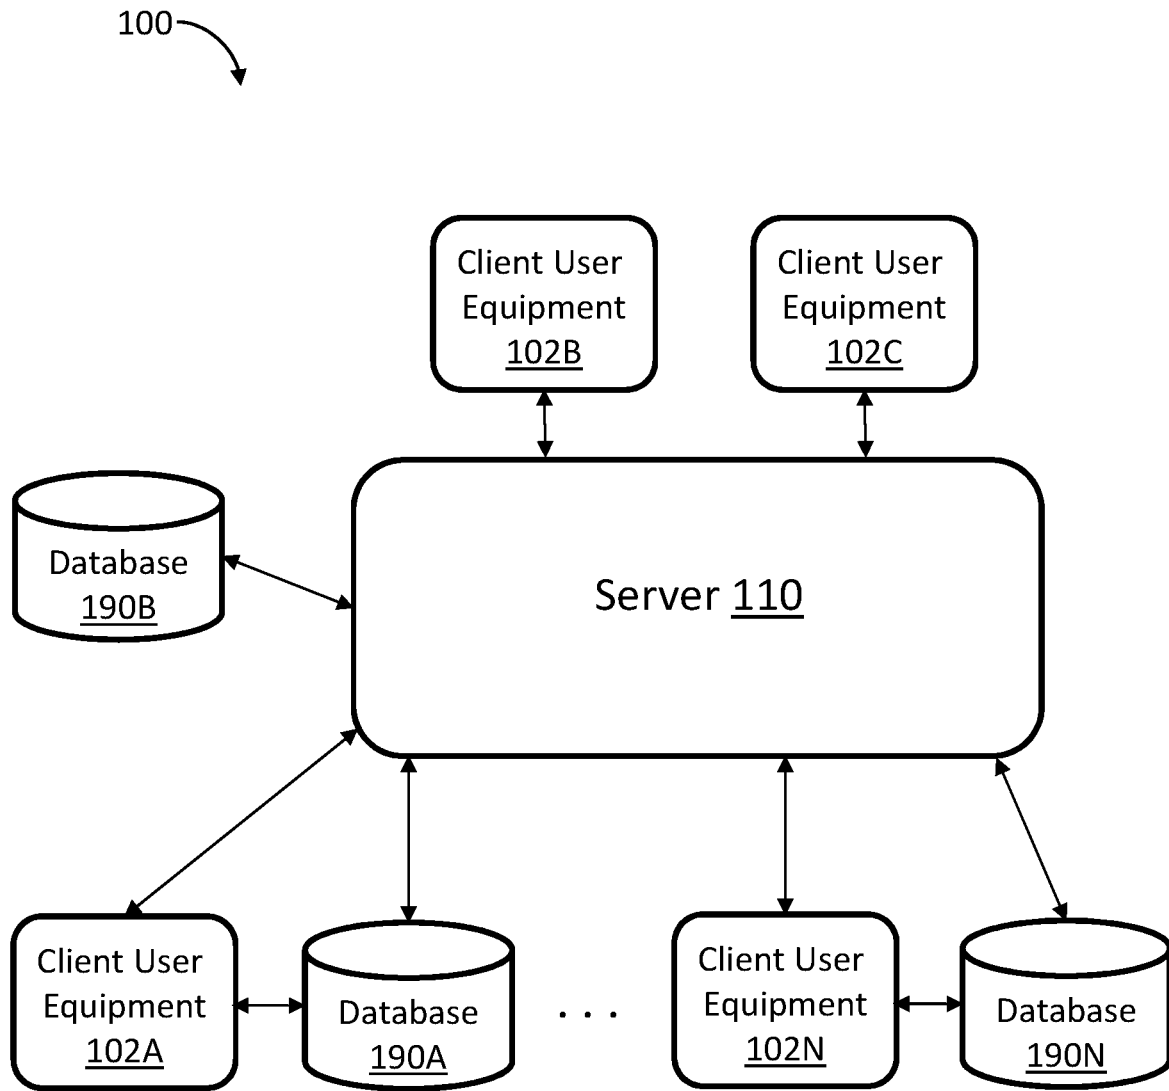 100
Client User
Equipment
102B
Client User
Equipment
102C
Database
190B
Server 110
Client User
Equipment
102A
Database
190A
. . .
Client User
Equipment
102N
Database
190N